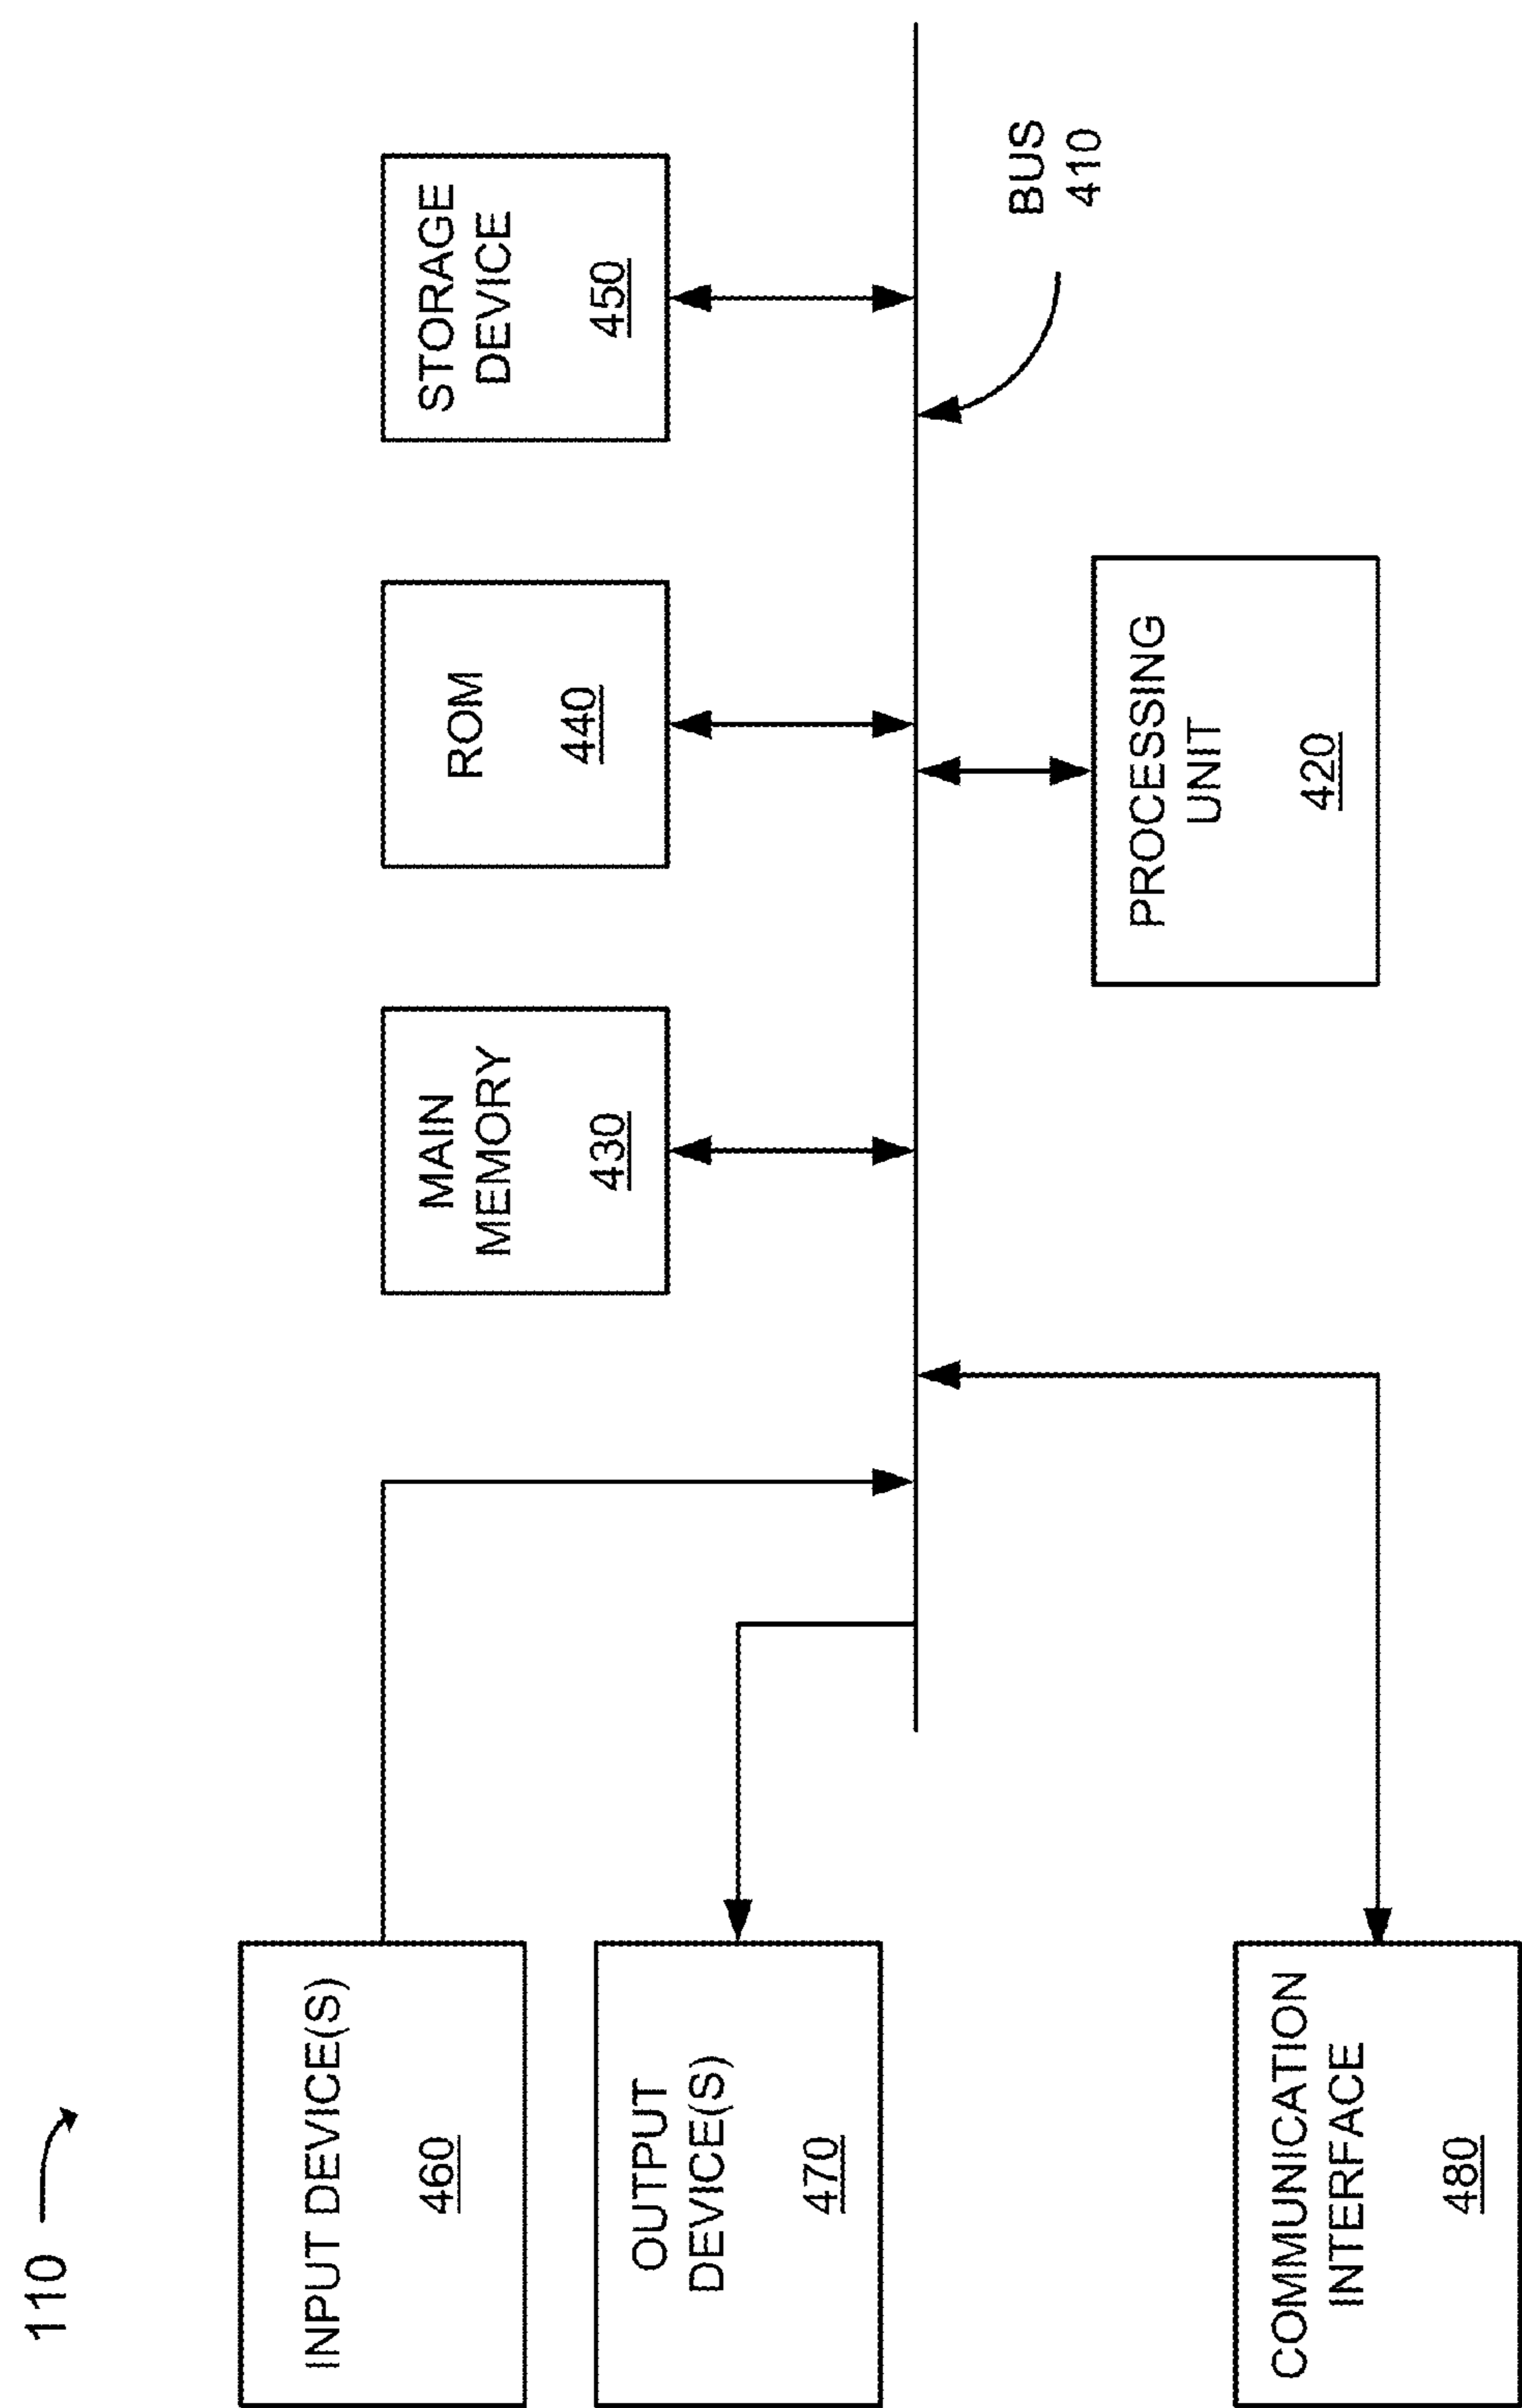 110
INPUT DEVICE(S)
460
OUTPUT
DEVICE(S)
470
COMMUNICATION
INTERFACE
480
MAIN
MEMORY
430
ROM
440
STORAGE
DEVICE
450
PROCESSING
UNIT
420
BUS
410